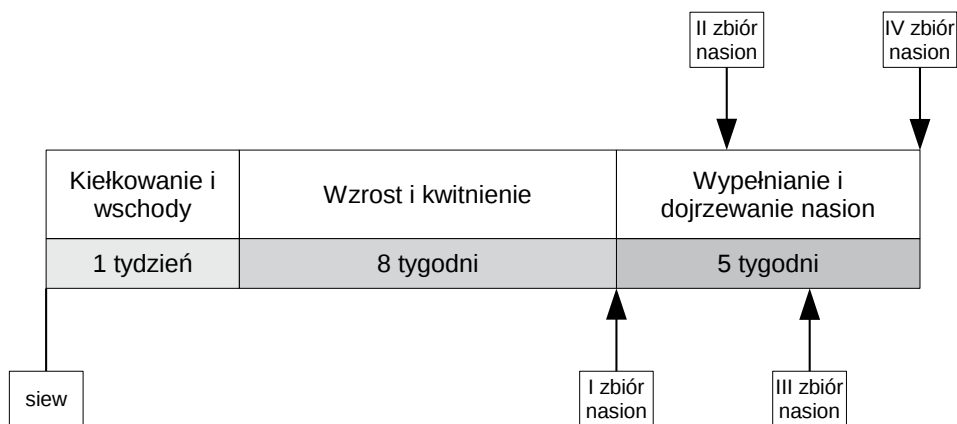 II zbiór
nasion
IV zbiór
nasion
Kiełkowanie i
wschody
Wzrost i kwitnienie
Wypełnianie i
dojrzewanie nasion
1 tydzień
8 tygodni
5 tygodni
siew
I zbiór
nasion
III zbiór
nasion